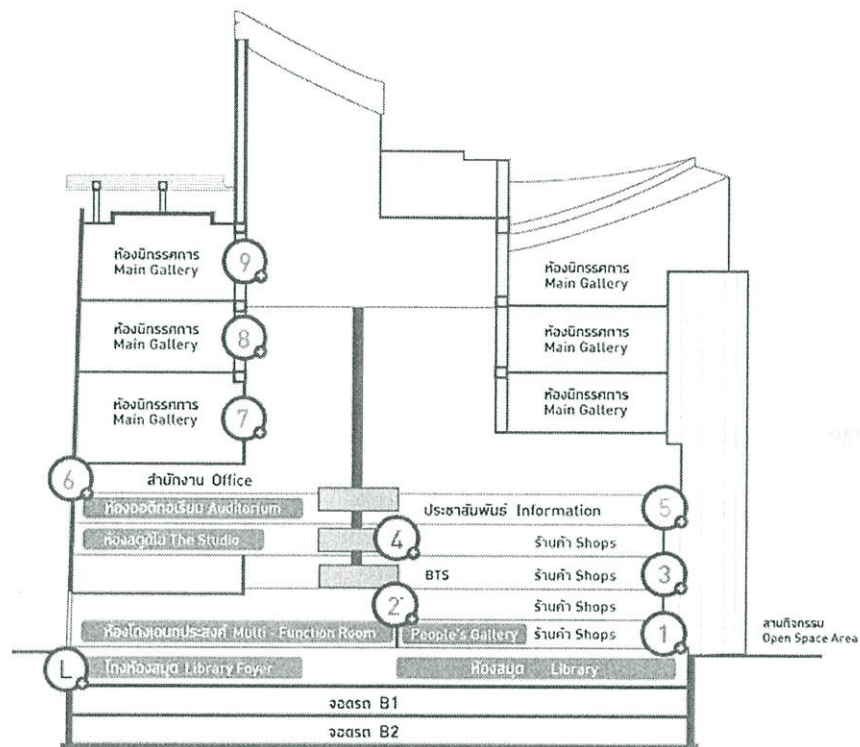 ห้องนิทรรศการ
Main Gallery
9
ห้องนิทรรศการ
Main Gallery
ห้องนิทรรศการ
Main Gallery
8
ห้องนิทรรศการ
Main Gallery
ห้องนิทรรศการ
Main Gallery
7
ห้องนิทรรศการ
Main Gallery
6
สำนักงาน Office
ห้องออดิทอเรียม Auditorium
ประชาสัมพันธ์ Information
5
ห้องสตูดิโอ The Studio
4
ร้านค้า Shops
BTS
ร้านค้า Shops
3
2
ร้านค้า Shops
ห้องโถงเอนกประสงค์ Multi - Function Room
People's Gallery
ร้านค้า Shops
1
ลานกิจกรรม
Open Space Area
L
โถงห้องสมุด Library Foyer
ห้องสมุด Library
จอดรถ B1
จอดรถ B2